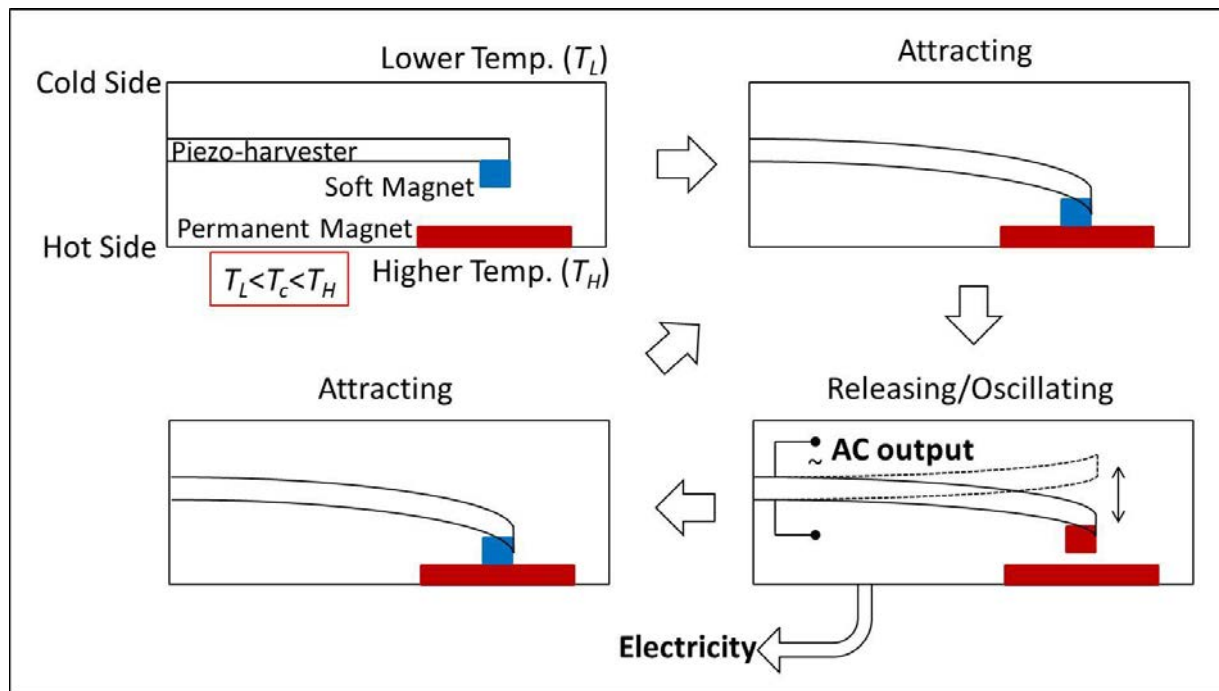 Lower Temp. (T_L)
Cold Side
Piezo-harvester
Soft Magnet
Permanent Magnet
Hot Side
T_L<T_c<T_H
Higher Temp. (T_H)
Attracting
Attracting
Releasing/Oscillating
~ AC output
Electricity